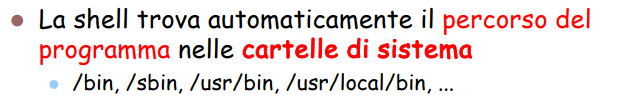 La shell trova automaticamente il percorso del
programma nelle cartelle di sistema
/bin, /sbin, /usr/bin, /usr/local/bin, ...